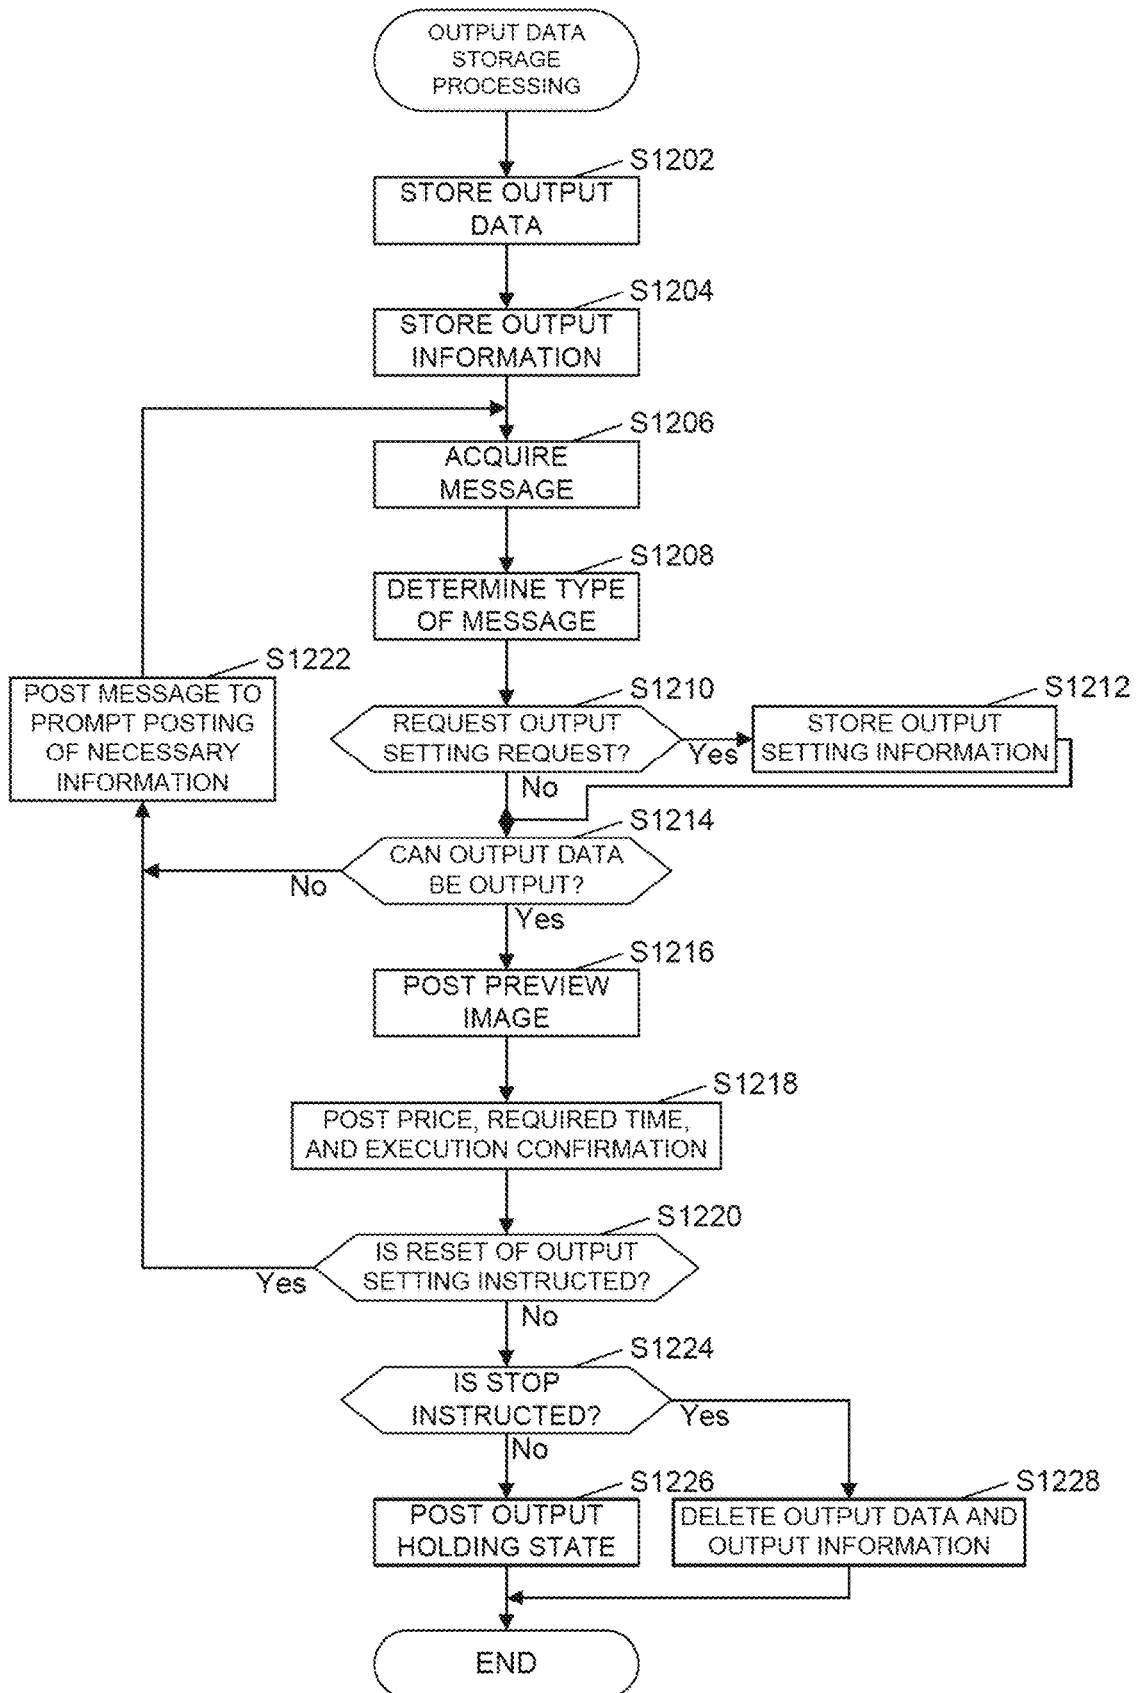 OUTPUT DATA
STORAGE
PROCESSING
S1202
STORE OUTPUT
DATA
S1204
STORE OUTPUT
INFORMATION
S1206
ACQUIRE
MESSAGE
S1208
DETERMINE TYPE
OF MESSAGE
S1222
POST MESSAGE TO
PROMPT POSTING
OF NECESSARY
INFORMATION
S1210
REQUEST OUTPUT
SETTING REQUEST?
Yes
No
S1212
STORE OUTPUT
SETTING INFORMATION
S1214
CAN OUTPUT DATA
BE OUTPUT?
No
Yes
S1216
POST PREVIEW
IMAGE
S1218
POST PRICE, REQUIRED TIME,
AND EXECUTION CONFIRMATION
S1220
IS RESET OF OUTPUT
SETTING INSTRUCTED?
Yes
No
S1224
IS STOP
INSTRUCTED?
Yes
No
S1226
POST OUTPUT
HOLDING STATE
S1228
DELETE OUTPUT DATA AND
OUTPUT INFORMATION
END